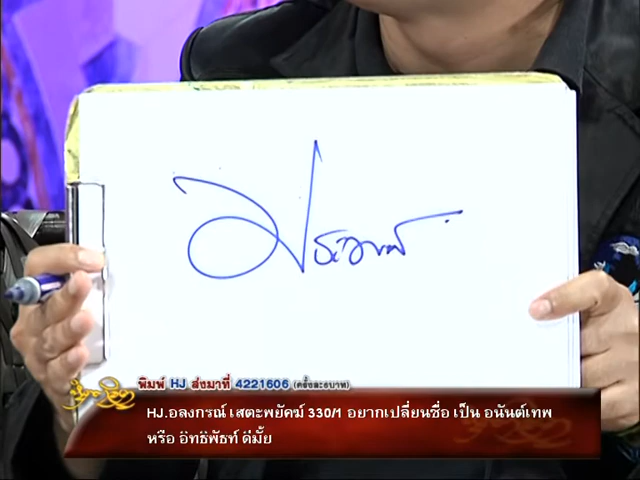 พิมพ์ HJ ส่งมาที่ 4221606 (ครั้งละ6บาท)
HJ.อลงกรณ์ เสตะพยัคฆ์ 330/1 อยากเปลี่ยนชื่อ เป็น อนันต์เทพ
หรือ อิทธิพัธท์ ดีมั้ย